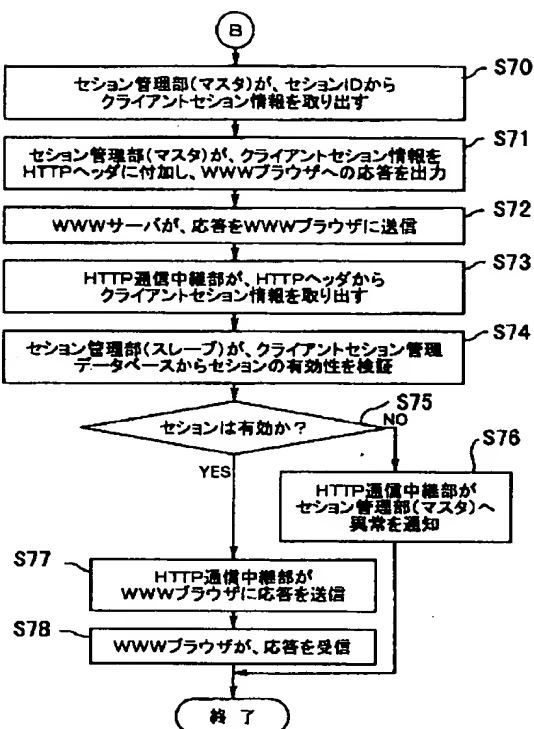 B
セション管理部(マスタ)が、セションIDから
クライアントセション情報を取り出す
S70
セション管理部(マスタ)が、クライアントセション情報を
HTTPヘッダに付加し、WWWブラウザへの応答を出力
S71
WWWサーバが、応答をWWWブラウザに送信
S72
HTTP通信中継部が、HTTPヘッダから
クライアントセション情報を取り出す
S73
セション管理部(スレーブ)が、クライアントセション管理
データベースからセションの有効性を検証
S74
セションは有効か?
S75
NO
YES
S76
HTTP通信中継部が
セション管理部(マスタ)へ
異常を通知
S77
HTTP通信中継部が
WWWブラウザに応答を送信
S78
WWWブラウザが、応答を受信
終了